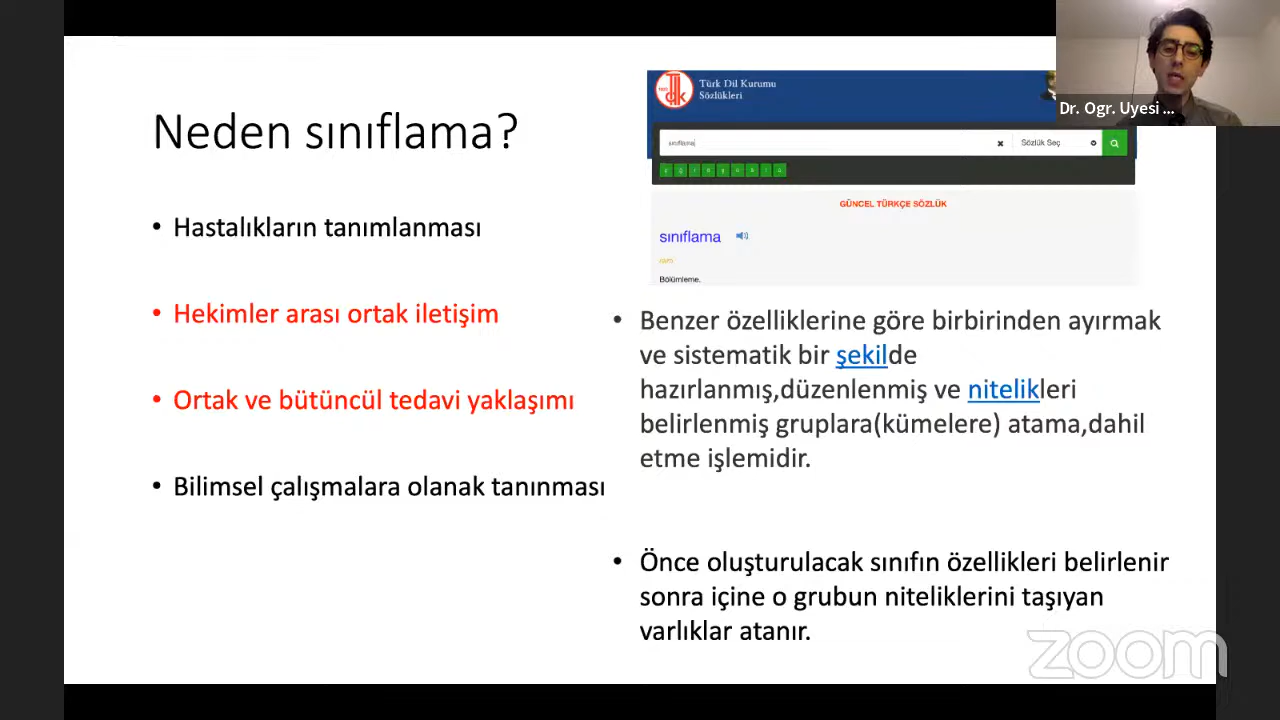 Neden sınıflama?
• Hastalıkların tanımlanması
• Hekimler arası ortak iletişim
• Ortak ve bütüncül tedavi yaklaşımı
• Bilimsel çalışmalara olanak tanınması
Türk Dil Kurumu
Sözlükleri
sınıflama
Sözlük Seç
GÜNCEL TÜRKÇE SÖZLÜK
sınıflama
Bölümleme.
• Benzer özelliklerine göre birbirinden ayırmak
ve sistematik bir şekilde
hazırlanmış,düzenlenmiş ve nitelikleri
belirlenmiş gruplara(kümelere) atama,dahil
etme işlemidir.
• Önce oluşturulacak sınıfın özellikleri belirlenir
sonra içine o grubun niteliklerini taşıyan
varlıklar atanır.
Dr. Ogr. Uyesi ...
zoom